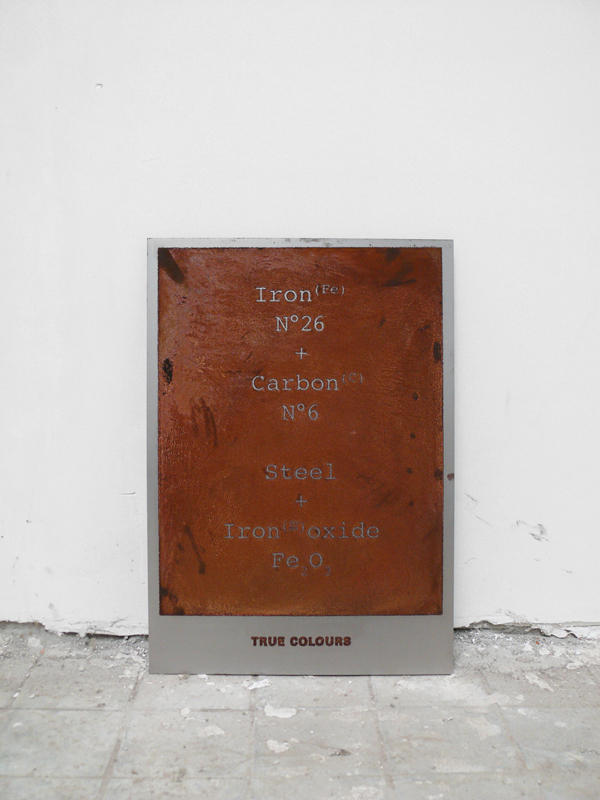 Iron(Fe)
N°26
+
Carbon(C)
N°6
Steel
+
Iron oxide
Fe₂O₃
TRUE COLOURS